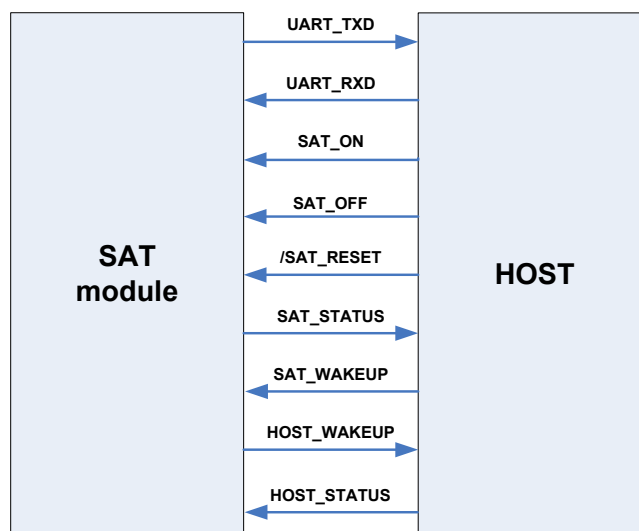 UART_TXD
UART_RXD
SAT_ON
SAT_OFF
/SAT_RESET
SAT
module
HOST
SAT_STATUS
SAT_WAKEUP
HOST_WAKEUP
HOST_STATUS